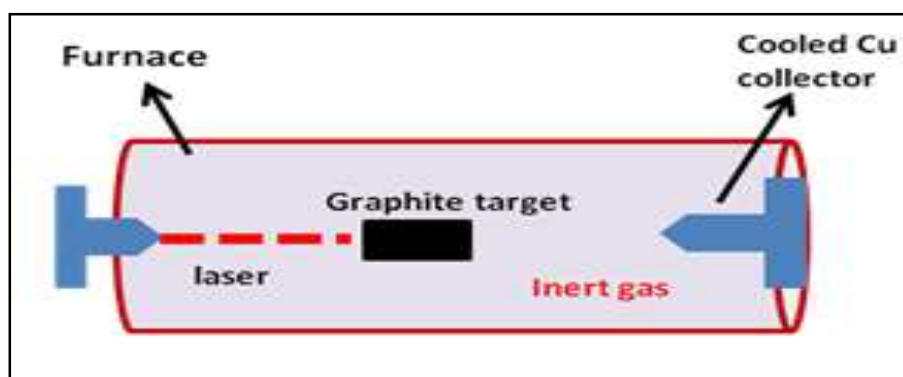 Furnace
Cooled Cu
collector
Graphite target
laser
Inert gas